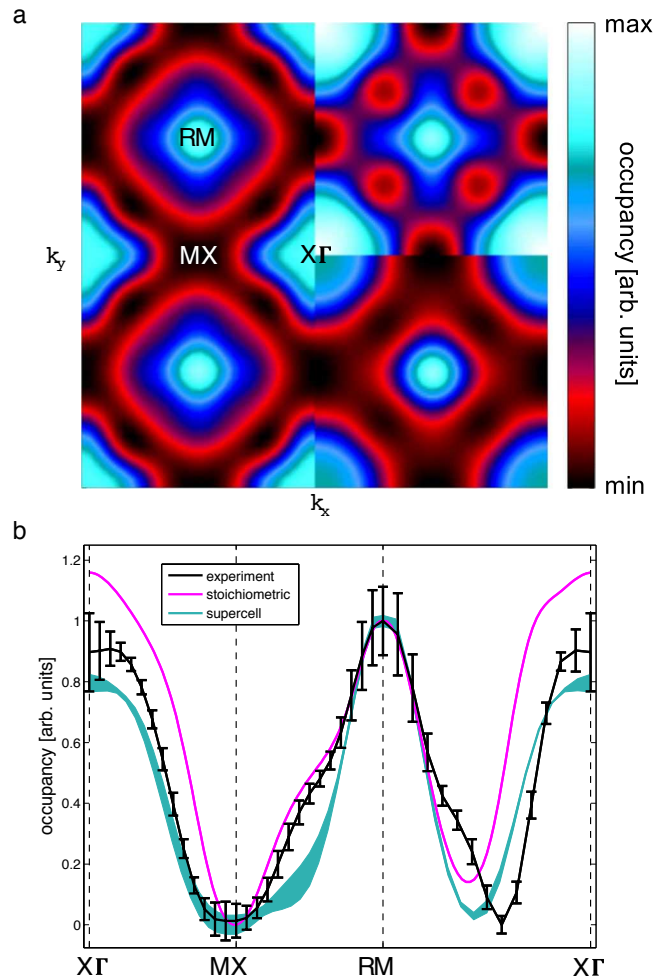 a
max
RM
MX
XΓ
k_y
occupancy [arb. units]
min
k_x
b
1.2
1
0.8
0.6
0.4
0.2
0
occupancy [arb. units]
experiment
stoichiometric
supercell
XΓ MX RM XΓ